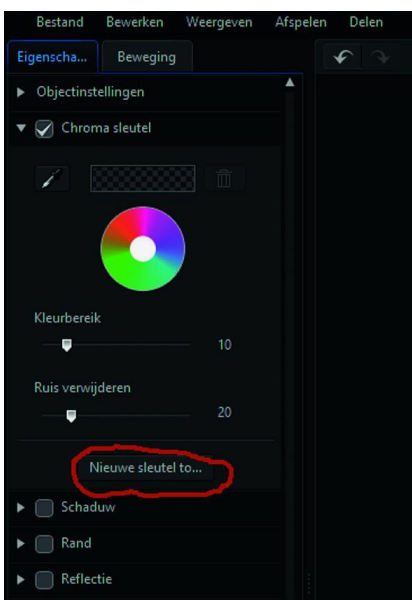 Bestand Bewerken Weergeven Afspelen Delen
Eigenscha... Beweging
Objectinstellingen
Chroma sleutel
Kleurbereik
10
Ruis verwijderen
20
Nieuwe sleutel to...
Schaduw
Rand
Reflectie